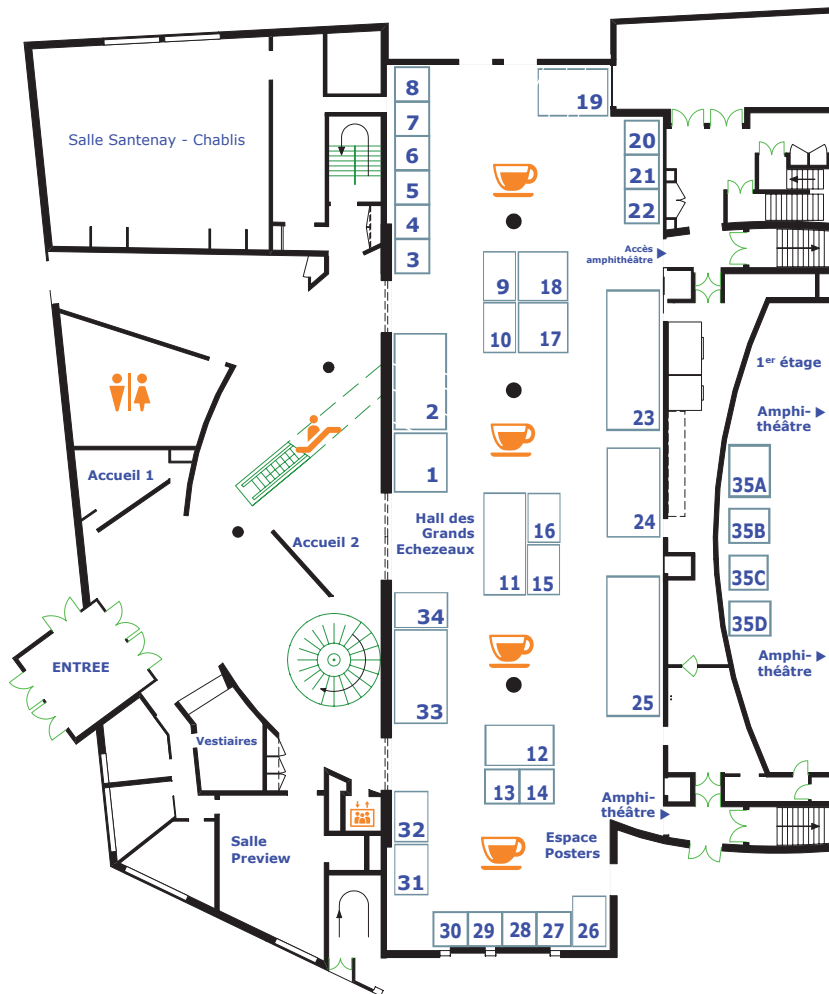 8
19
7
20
Salle Santenay - Chablis
6
21
5
22
4
3
Accès
amphithéâtre
9
18
10
17
1er étage
2
23
Amphi-
théâtre
1
Accueil 1
35A
Hall des
Grands
Echezeaux
16
24
35B
Accueil 2
11
15
35C
34
35D
ENTREE
Amphi-
théâtre
33
25
Vestiaires
12
13
14
Amphi-
théâtre
32
Salle
Preview
Espace
Posters
31
30
29
28
27
26